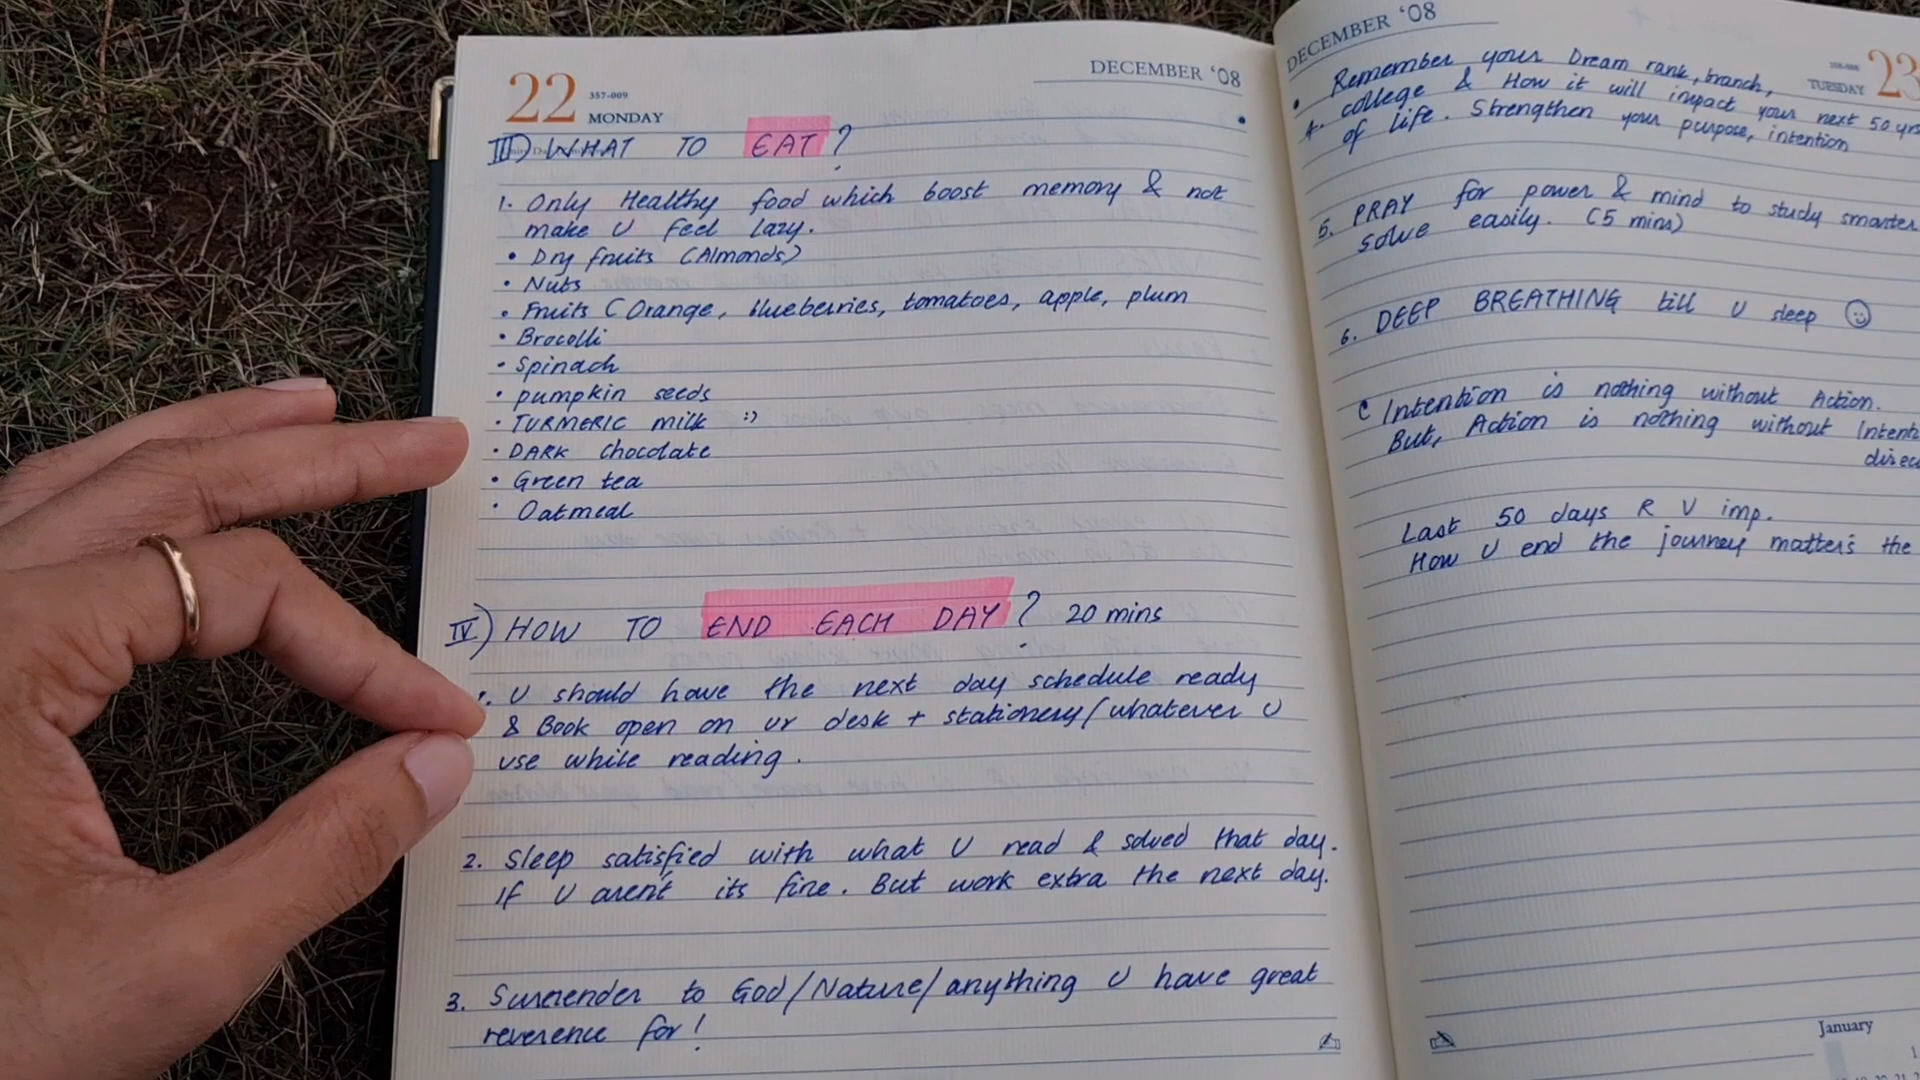 DECEMBER '08
22
357-009
MONDAY
III) WHAT TO EAT ?
1. Only Healthy food which boost memory & not
make U feel lazy.
• Dry fruits (Almonds)
• Nuts
• Fruits ( Orange, blueberries, tomatoes, apple, plum
• Brocolli
• Spinach
• pumpkin seeds
• TURMERIC milk :)
• DARK chocolate
• Green tea
• Oatmeal
IV) HOW TO END EACH DAY ? 20 mins
1. U should have the next day schedule ready
& Book open on ur desk + stationery/whatever U
use while reading.
2. Sleep satisfied with what U read & solved that day.
If U aren't its fine. But work extra the next day.
3. Surrender to God/Nature/anything U have great
reverence for!
DECEMBER '08
23
TUESDAY
• Remember your Dream rank, branch,
4. college & How it will impact your next 50 yrs
of life. Strengthen your purpose, intention
5. PRAY for power & mind to study smarter
solve easily. (5 mins)
6. DEEP BREATHING till U sleep
Intention is nothing without Action.
But, Action is nothing without
Last 50 days R V imp.
How U end the journey matters the
January